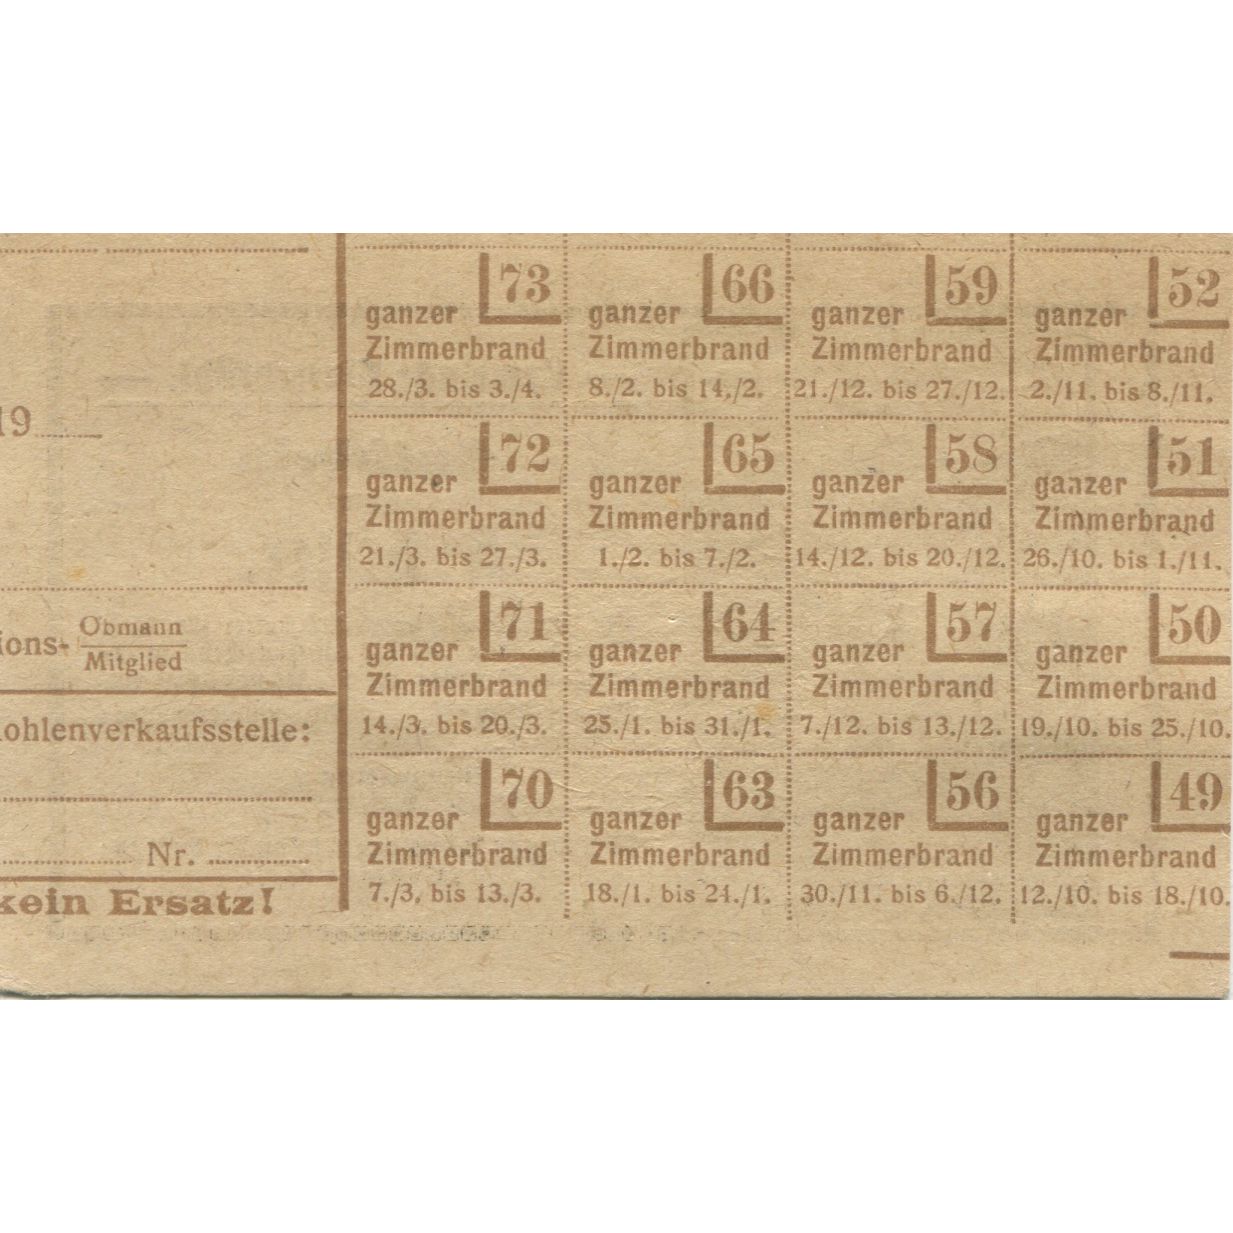 19
ions- Obmann
Mitglied
ohlenverkaufsstelle:
Nr.
kein Ersatz!
73
ganzer
Zimmerbrand
28./3. bis 3./4.
66
ganzer
Zimmerbrand
8./2. bis 14./2.
59
ganzer
Zimmerbrand
21./12. bis 27./12.
52
ganzer
Zimmerbrand
2./11. bis 8./11.
72
ganzer
Zimmerbrand
21./3. bis 27./3.
65
ganzer
Zimmerbrand
1./2. bis 7./2.
58
ganzer
Zimmerbrand
14./12. bis 20./12.
51
ganzer
Zimmerbrand
26./10. bis 1./11.
71
ganzer
Zimmerbrand
14./3. bis 20./3.
64
ganzer
Zimmerbrand
25./1. bis 31./1.
57
ganzer
Zimmerbrand
7./12. bis 13./12.
50
ganzer
Zimmerbrand
19./10. bis 25./10.
70
ganzer
Zimmerbrand
7./3. bis 13./3.
63
ganzer
Zimmerbrand
18./1. bis 24./1.
56
ganzer
Zimmerbrand
30./11. bis 6./12.
49
ganzer
Zimmerbrand
12./10. bis 18./10.